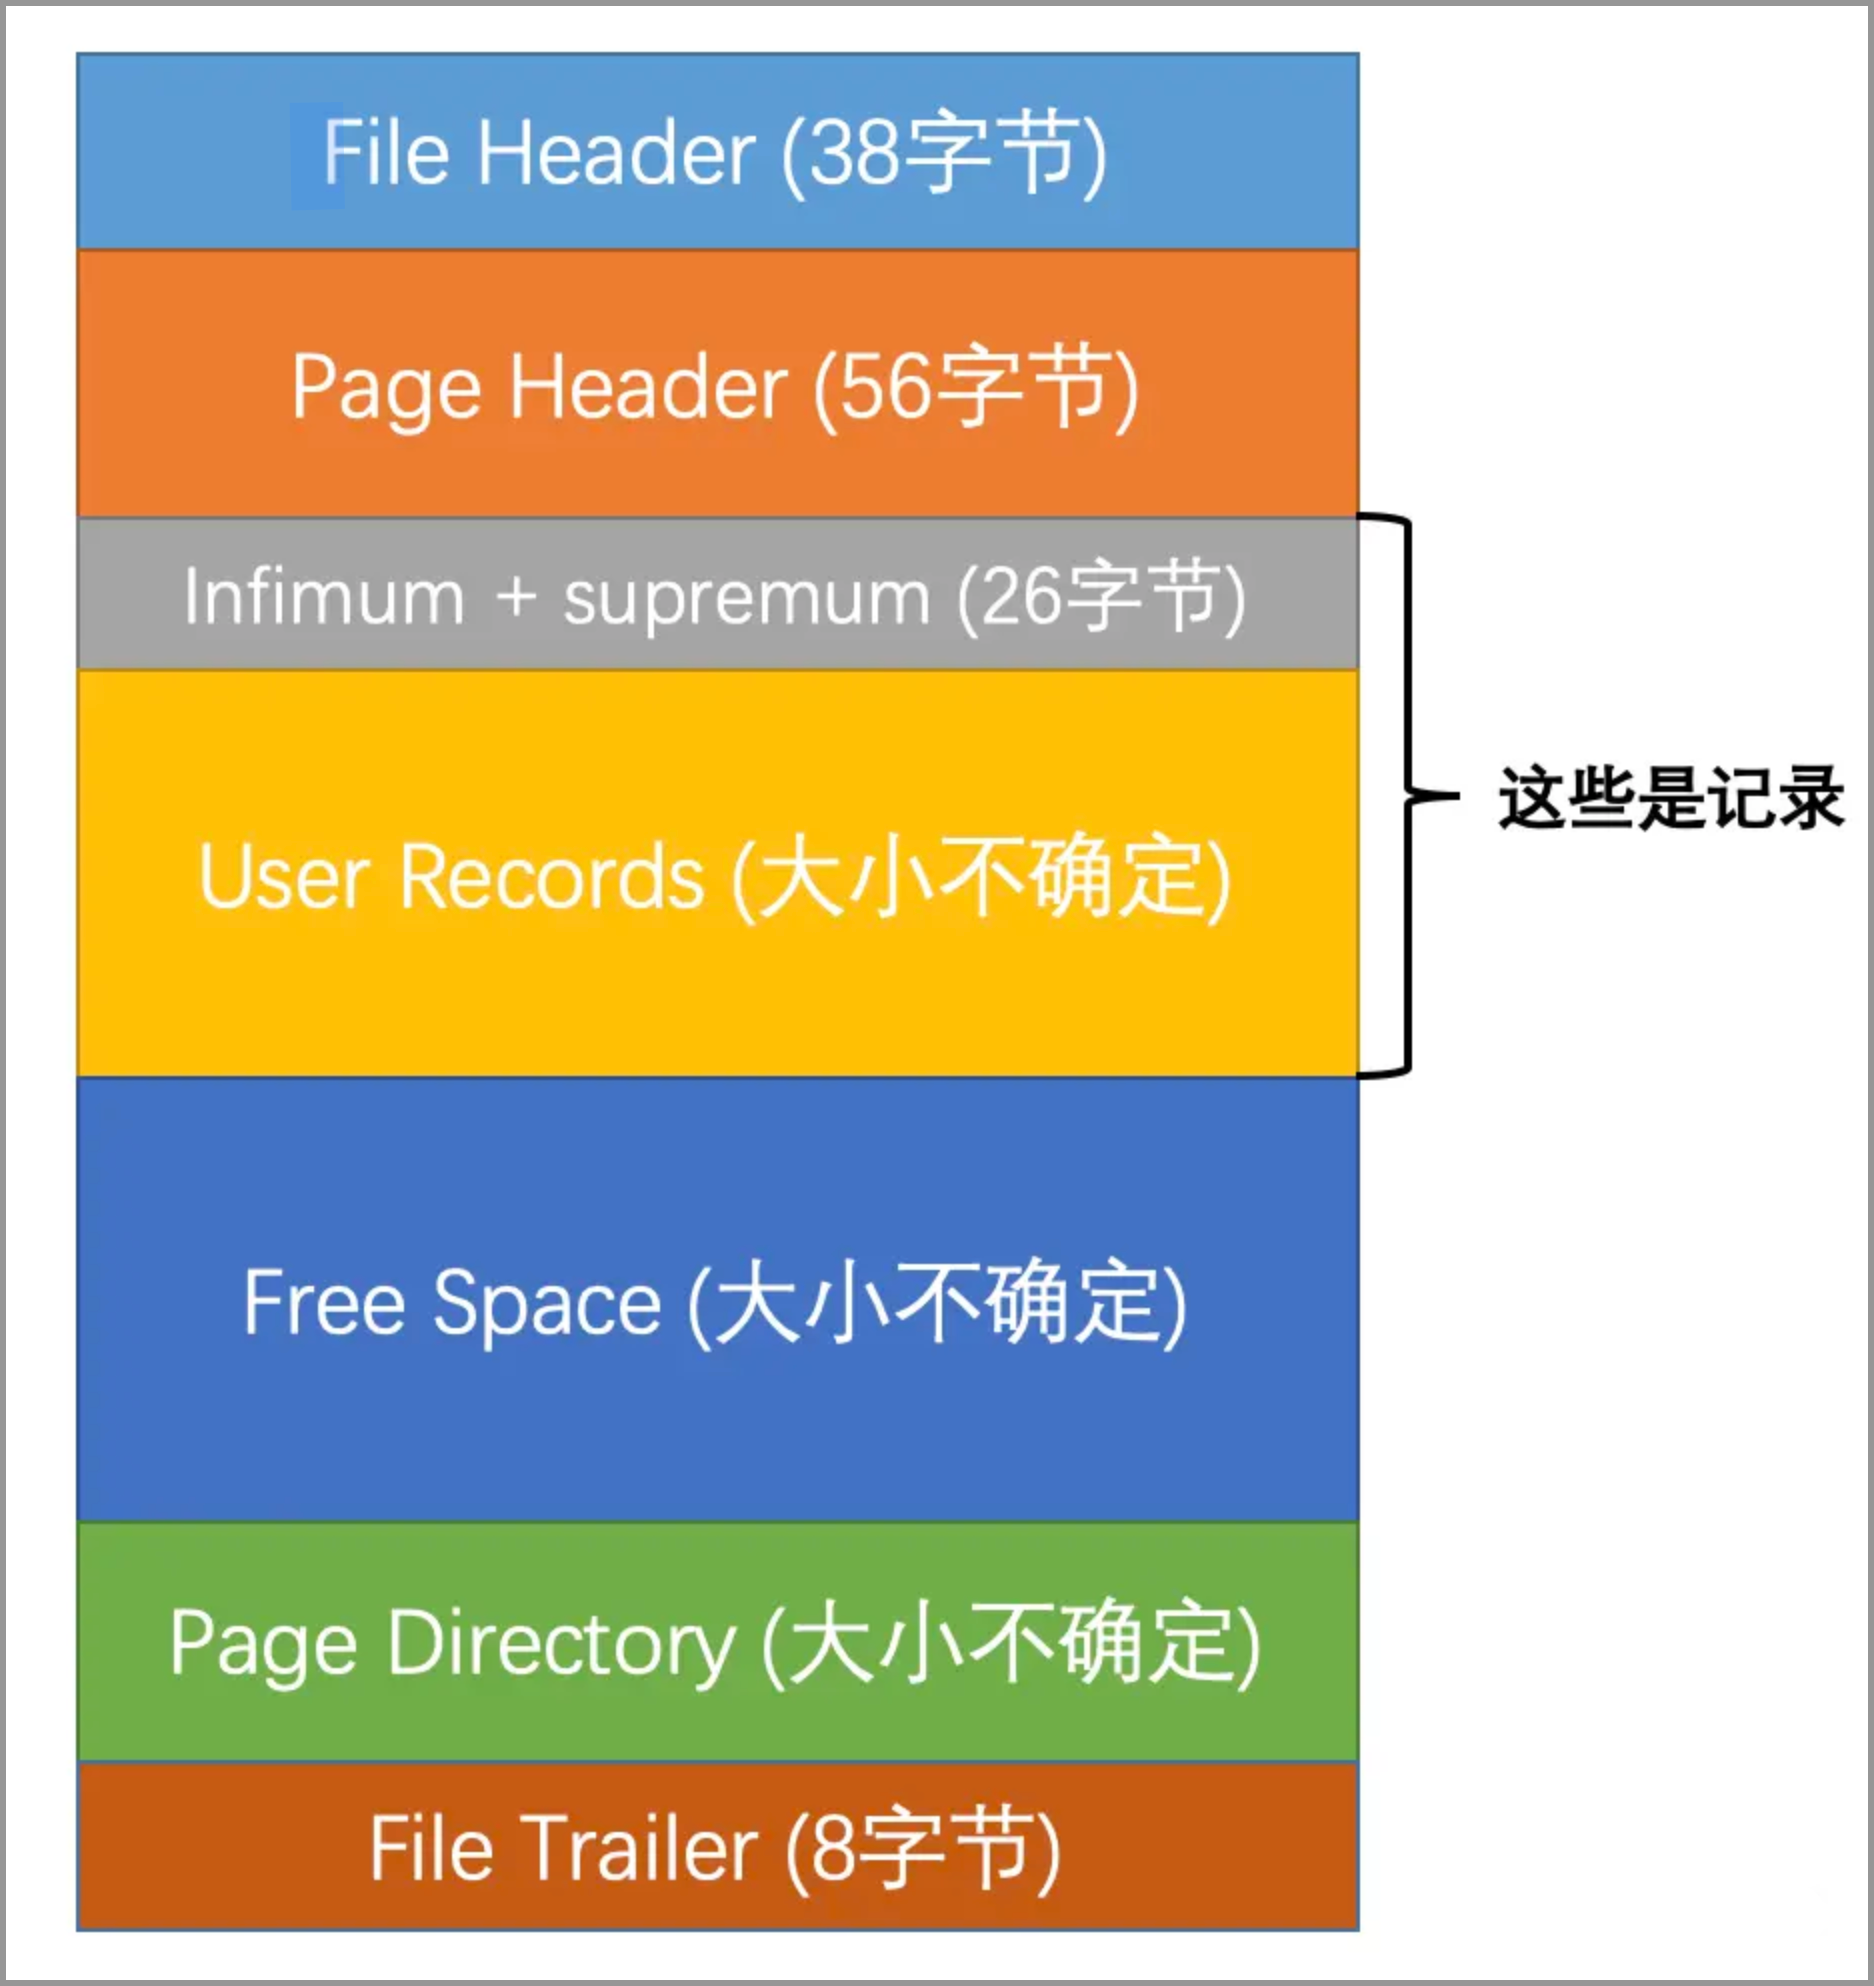 File Header (38字节)
Page Header (56字节)
Infimum + supremum (26字节)
这些是记录
User Records (大小不确定)
Free Space (大小不确定)
Page Directory (大小不确定)
File Trailer (8字节)